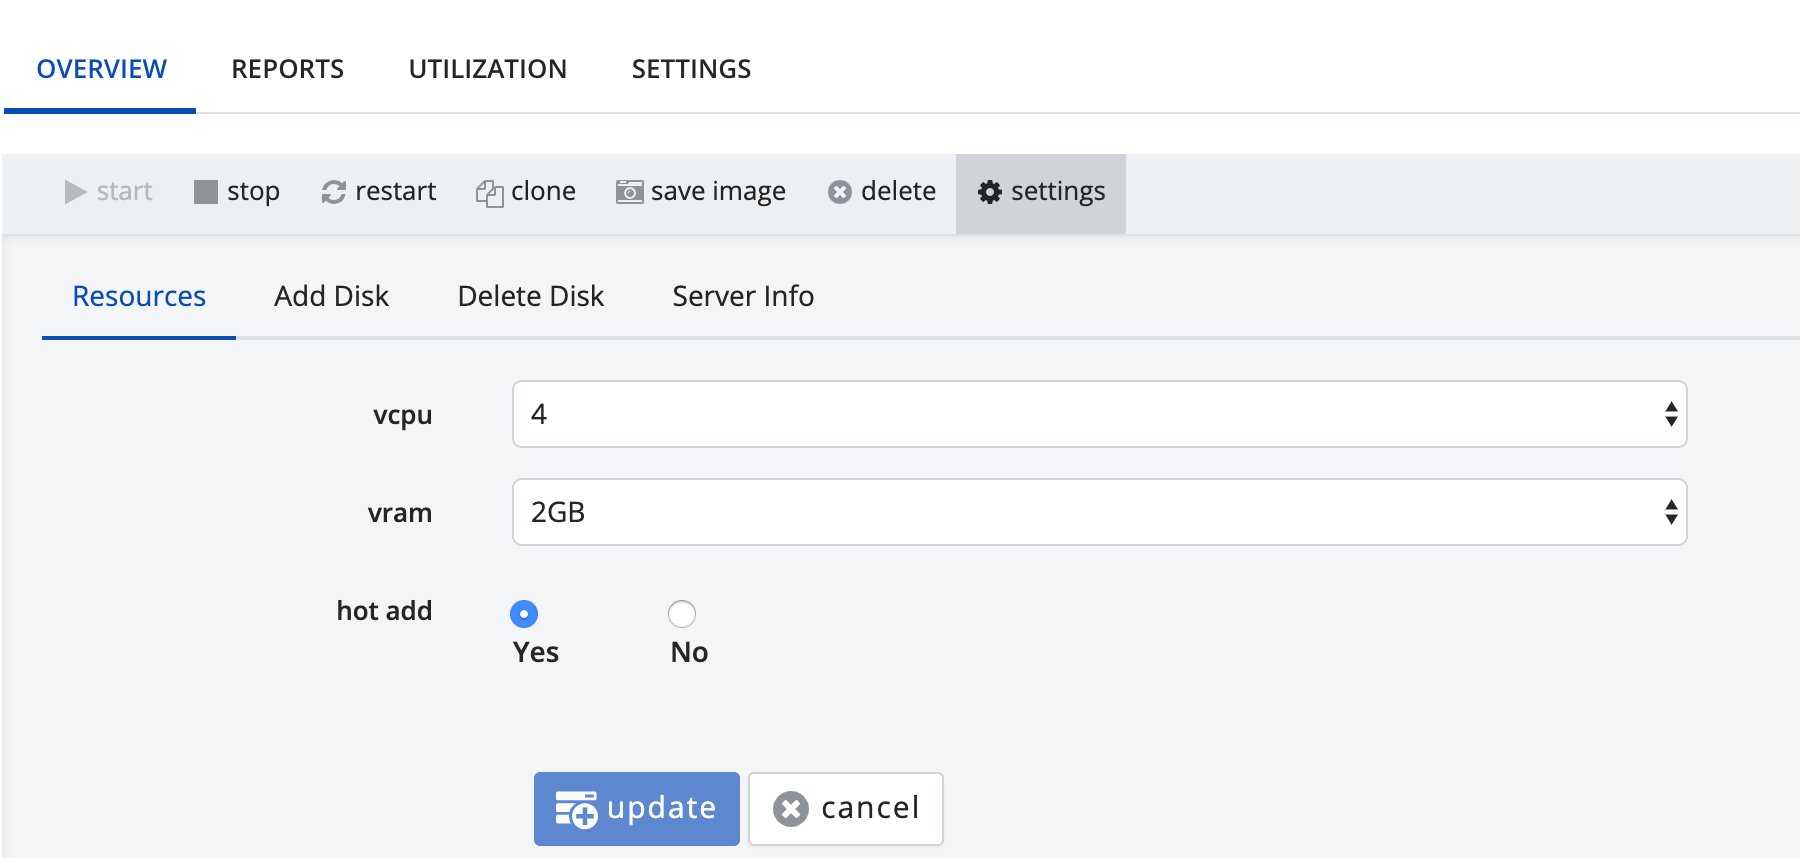 OVERVIEW REPORTS UTILIZATION SETTINGS
start stop restart clone save image delete settings
Resources Add Disk Delete Disk Server Info
vcpu 4
vram 2GB
hot add
Yes No
update cancel